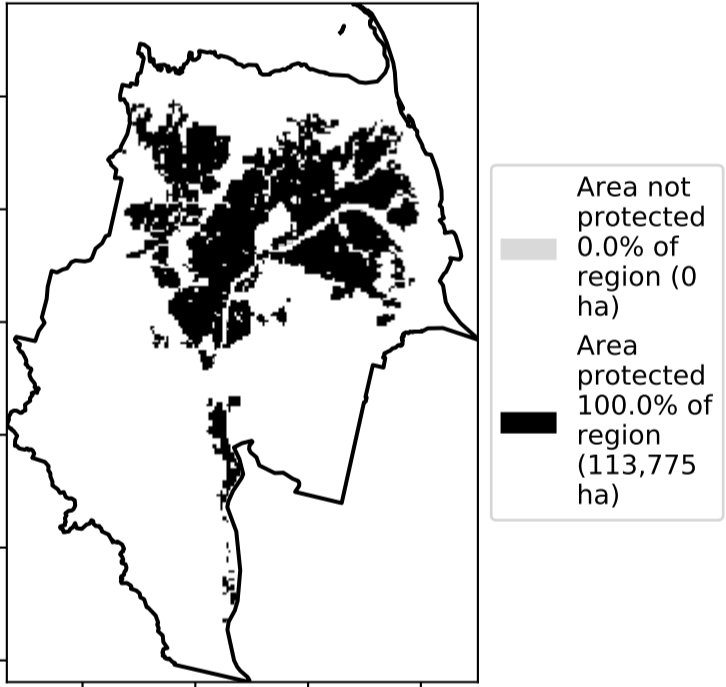 Area not
protected
0.0% of
region (0
ha)
Area
protected
100.0% of
region
(113,775
ha)